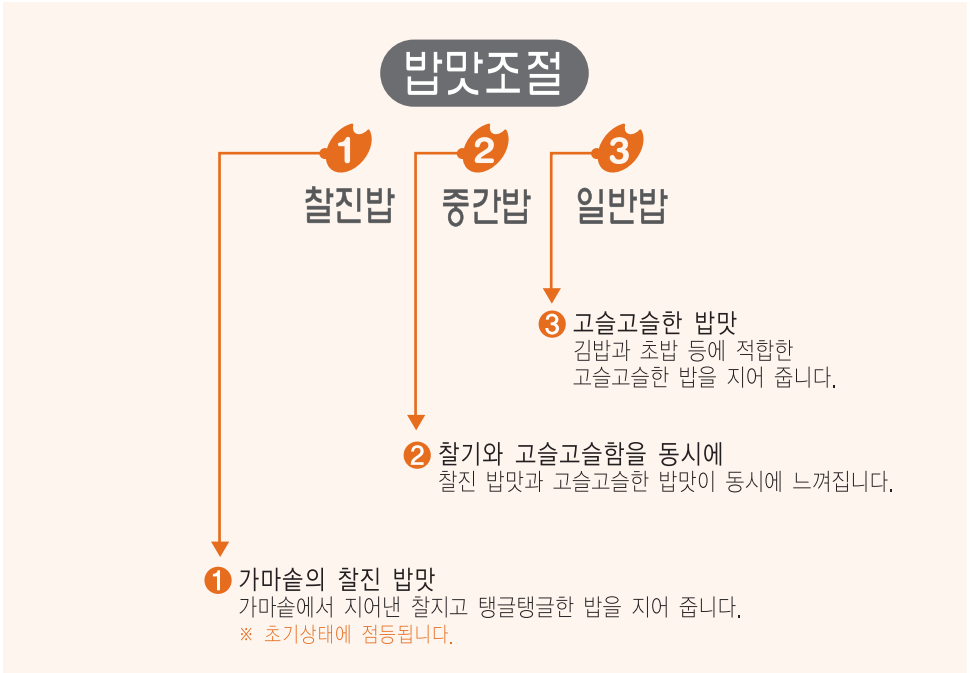 밥맛조절
1 2 3
찰진밥 중간밥 일반밥
3 고슬고슬한 밥맛
김밥과 초밥 등에 적합한
고슬고슬한 밥을 지어 줍니다.
2 찰기와 고슬고슬함을 동시에
찰진 밥맛과 고슬고슬한 밥맛이 동시에 느껴집니다.
1 가마솥의 찰진 밥맛
가마솥에서 지어낸 찰지고 탱글탱글한 밥을 지어 줍니다.
※ 초기상태에 점등됩니다.